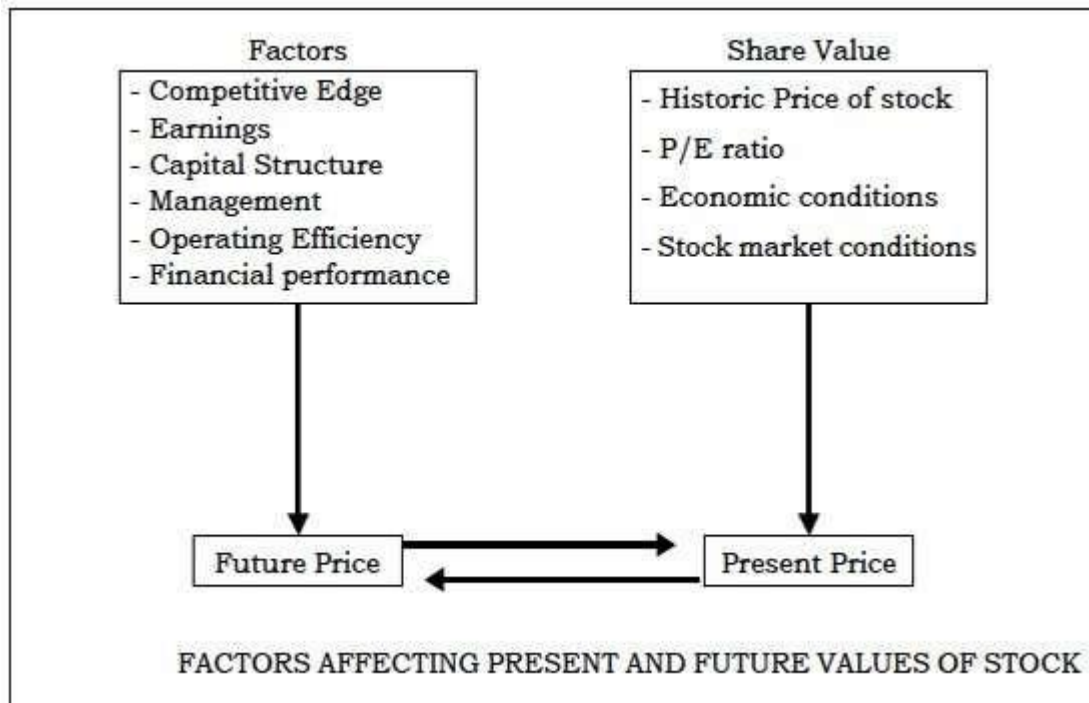 Factors
- Competitive Edge
- Earnings
- Capital Structure
- Management
- Operating Efficiency
- Financial performance
Share Value
- Historic Price of stock
- P/E ratio
- Economic conditions
- Stock market conditions
Future Price
Present Price
FACTORS AFFECTING PRESENT AND FUTURE VALUES OF STOCK